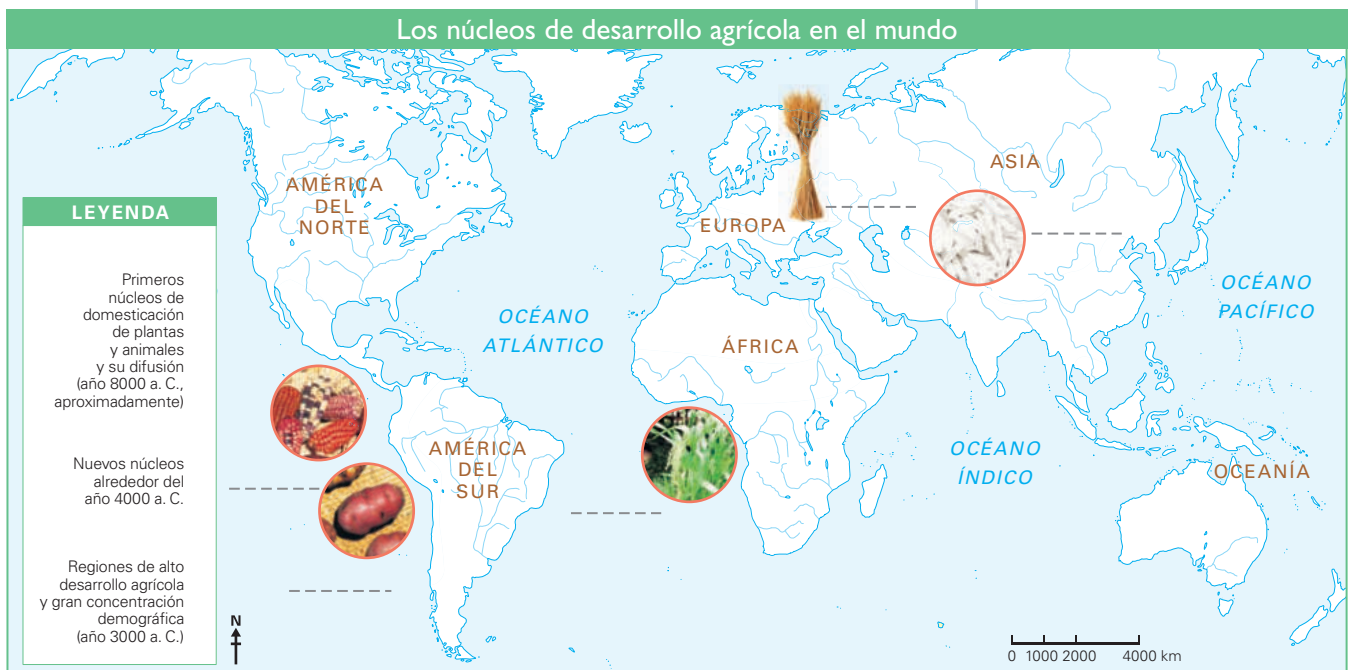 Los núcleos de desarrollo agrícola en el mundo
LEYENDA
Primeros
núcleos de
domesticación
de plantas
y animales
y su difusión
(año 8000 a. C.,
aproximadamente)
Nuevos núcleos
alrededor del
año 4000 a. C.
Regiones de alto
desarrollo agrícola
y gran concentración
demográfica
(año 3000 a. C.)
AMÉRICA
DEL
NORTE
OCÉANO
ATLÁNTICO
AMÉRICA
DEL
SUR
EUROPA
ÁFRICA
ASIA
OCÉANO
PACÍFICO
OCÉANO
ÍNDICO
OCEANÍA
N
0 1000 2000 4000 km